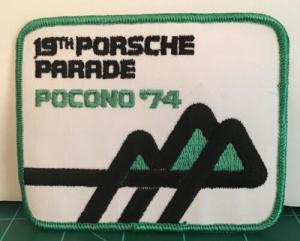 19TH PORSCHE
PARADE
POCONO '74